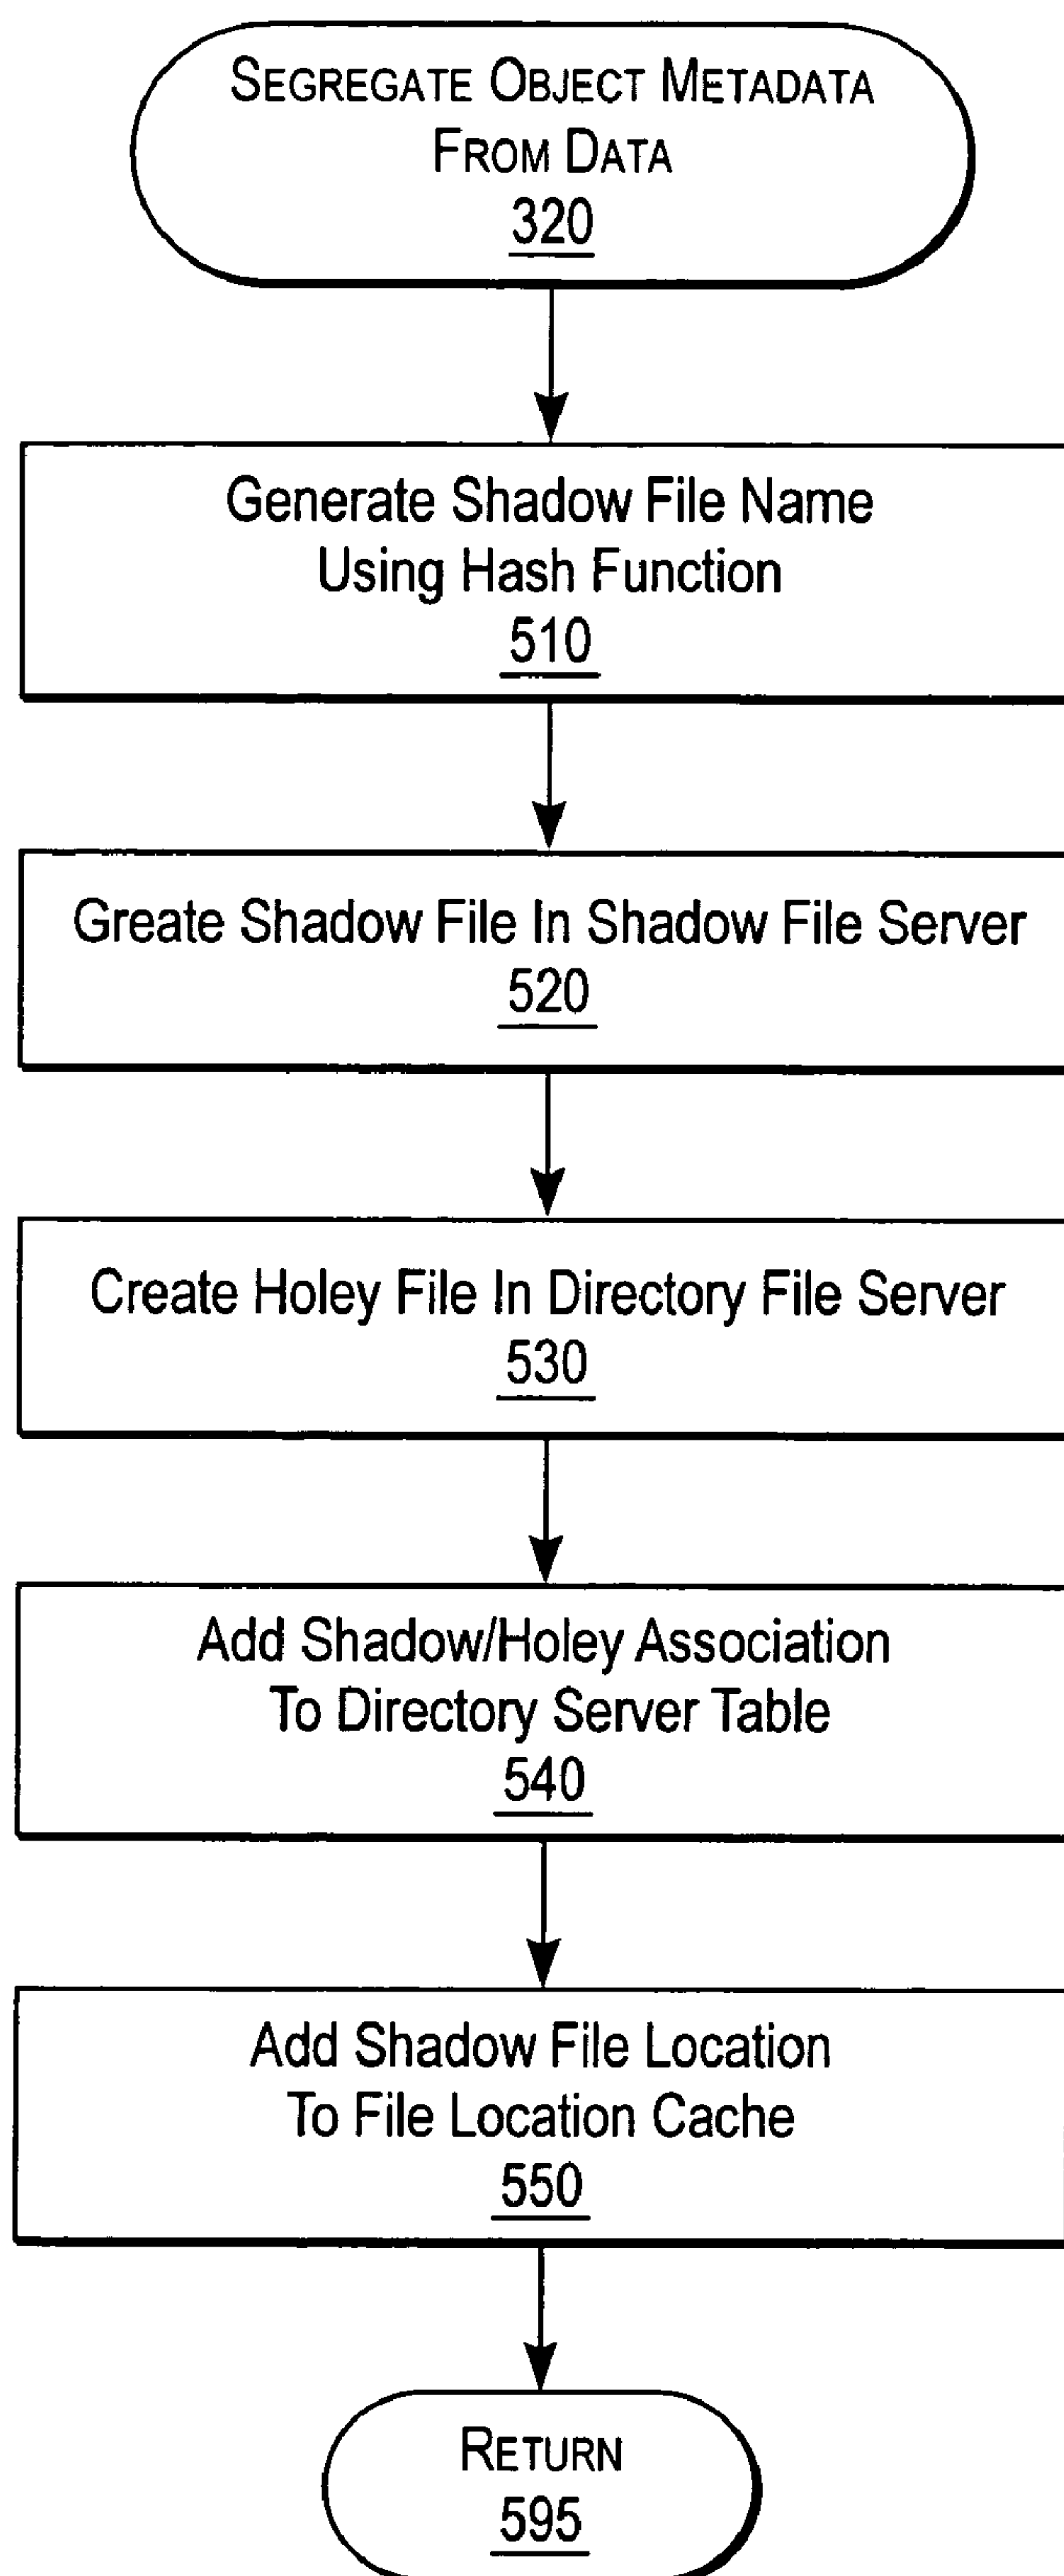 SEGREGATE OBJECT METADATA
FROM DATA
320
Generate Shadow File Name
Using Hash Function
510
Greate Shadow File In Shadow File Server
520
Create Holey File In Directory File Server
530
Add Shadow/Holey Association
To Directory Server Table
540
Add Shadow File Location
To File Location Cache
550
RETURN
595